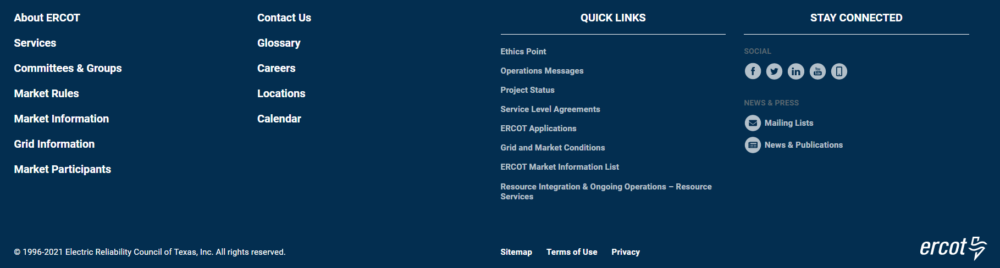 About ERCOT
Services
Committees & Groups
Market Rules
Market Information
Grid Information
Market Participants
Contact Us
Glossary
Careers
Locations
Calendar
QUICK LINKS
Ethics Point
Operations Messages
Project Status
Service Level Agreements
ERCOT Applications
Grid and Market Conditions
ERCOT Market Information List
Resource Integration & Ongoing Operations – Resource
Services
STAY CONNECTED
SOCIAL
You
Tube
NEWS & PRESS
Mailing Lists
News & Publications
© 1996-2021 Electric Reliability Council of Texas, Inc. All rights reserved.
Sitemap Terms of Use Privacy
ercot